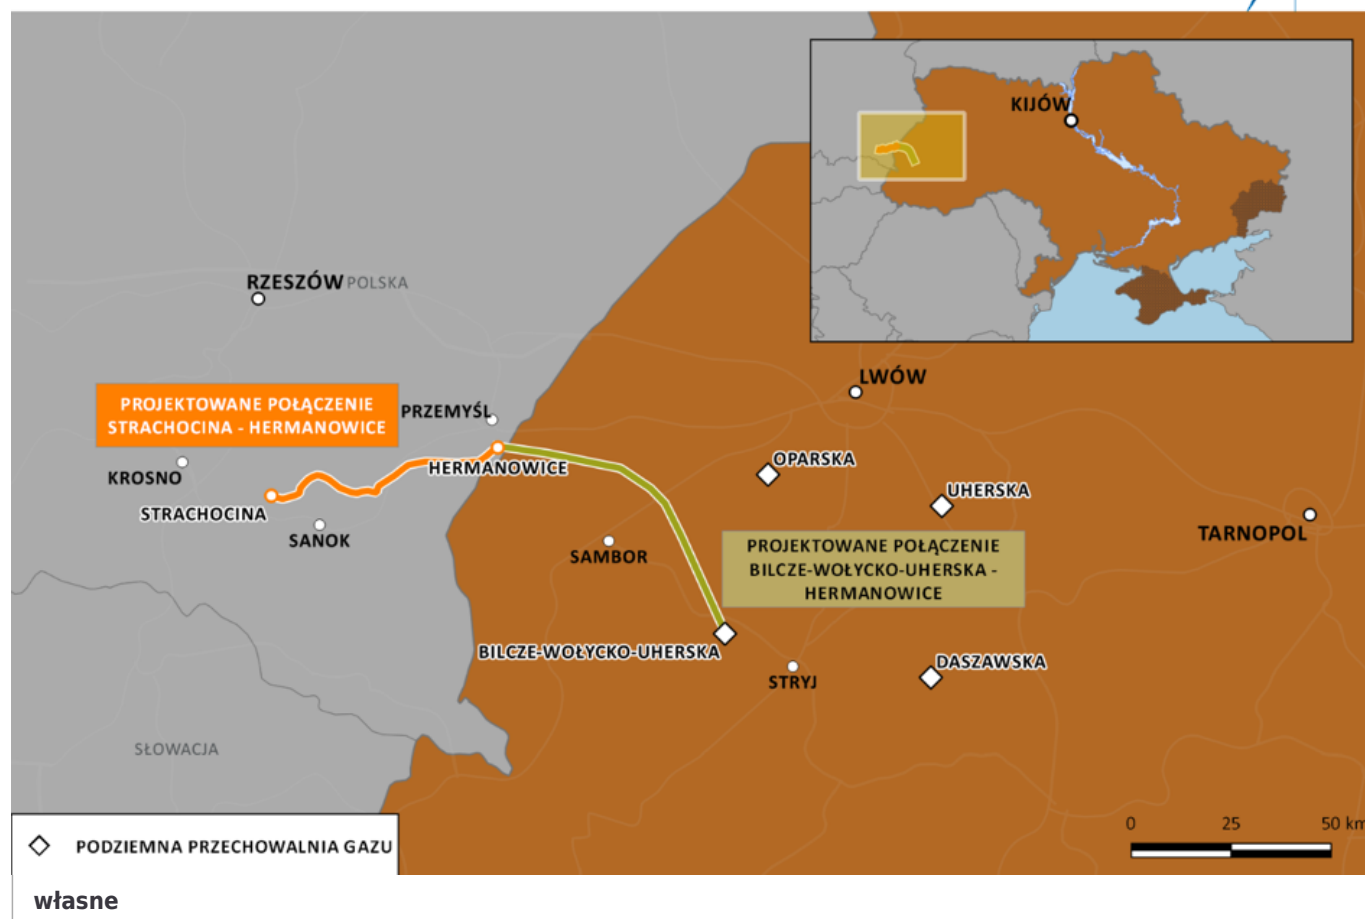 KIJÓW
RZESZÓW
POLSKA
LWÓW
PROJEKTOWANE POŁĄCZENIE
STRACHOCINA - HERMANOWICE
PRZEMYŚL
KROSNO
HERMANOWICE
OPARSKA
UHERSKA
STRACHOCINA
SANOK
SAMBOR
TARNOPOL
PROJEKTOWANE POŁĄCZENIE
BILCZE-WOŁYCKO-UHERSKA -
HERMANOWICE
BILCZE-WOŁYCKO-UHERSKA
STRYJ
DASZAWSKA
SŁOWACJA
0 25 50 km
PODZIEMNA PRZECHOWALNIA GAZU
własne